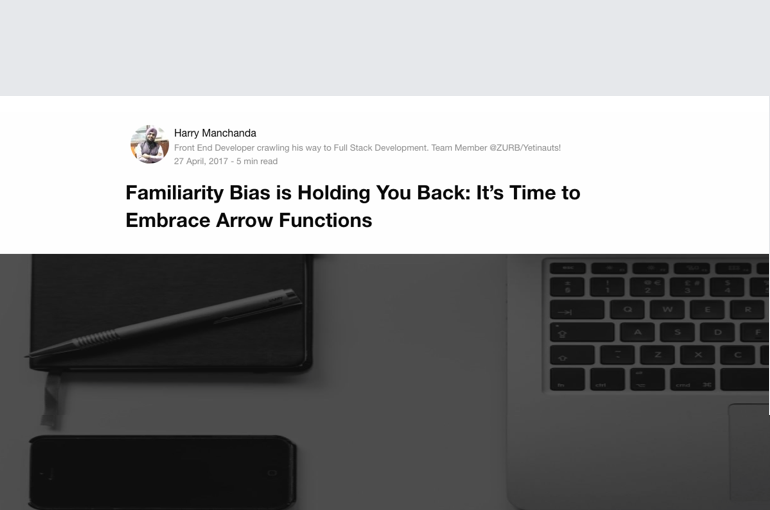 Harry Manchanda
Front End Developer crawling his way to Full Stack Development. Team Member @ZURB/Yetinauts!
27 April, 2017 - 5 min read
Familiarity Bias is Holding You Back: It’s Time to
Embrace Arrow Functions
Q W E R
A S D F
Z X C